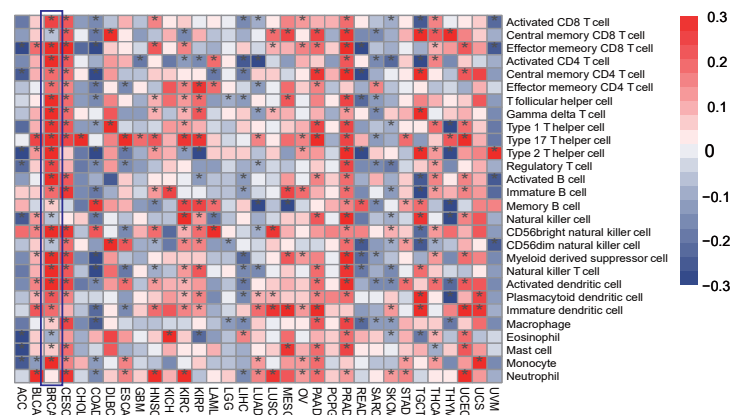 Activated CD8 T cell
Central memory CD8 T cell
Effector memeory CD8 T cell
Activated CD4 T cell
Central memory CD4 T cell
Effector memeory CD4 T cell
T follicular helper cell
Gamma delta T cell
Type 1 T helper cell
Type 17 T helper cell
Type 2 T helper cell
Regulatory T cell
Activated B cell
Immature B cell
Memory B cell
Natural killer cell
CD56bright natural killer cell
CD56dim natural killer cell
Myeloid derived suppressor cell
Natural killer T cell
Activated dendritic cell
Plasmacytoid dendritic cell
Immature dendritic cell
Macrophage
Eosinophil
Mast cell
Monocyte
Neutrophil
0.3
0.2
0.1
0
−0.1
−0.2
−0.3
ACC
BLCA
BRCA
CESC
CHOL
COAD
DLBC
ESCA
GBM
HNSC
KICH
KIRC
KIRP
LAML
LGG
LIHC
LUAD
LUSC
MESO
OV
PAAD
PCPG
PRAD
READ
SARC
SKCM
STAD
TGCT
THCA
THYM
UCEC
UCS
UVM